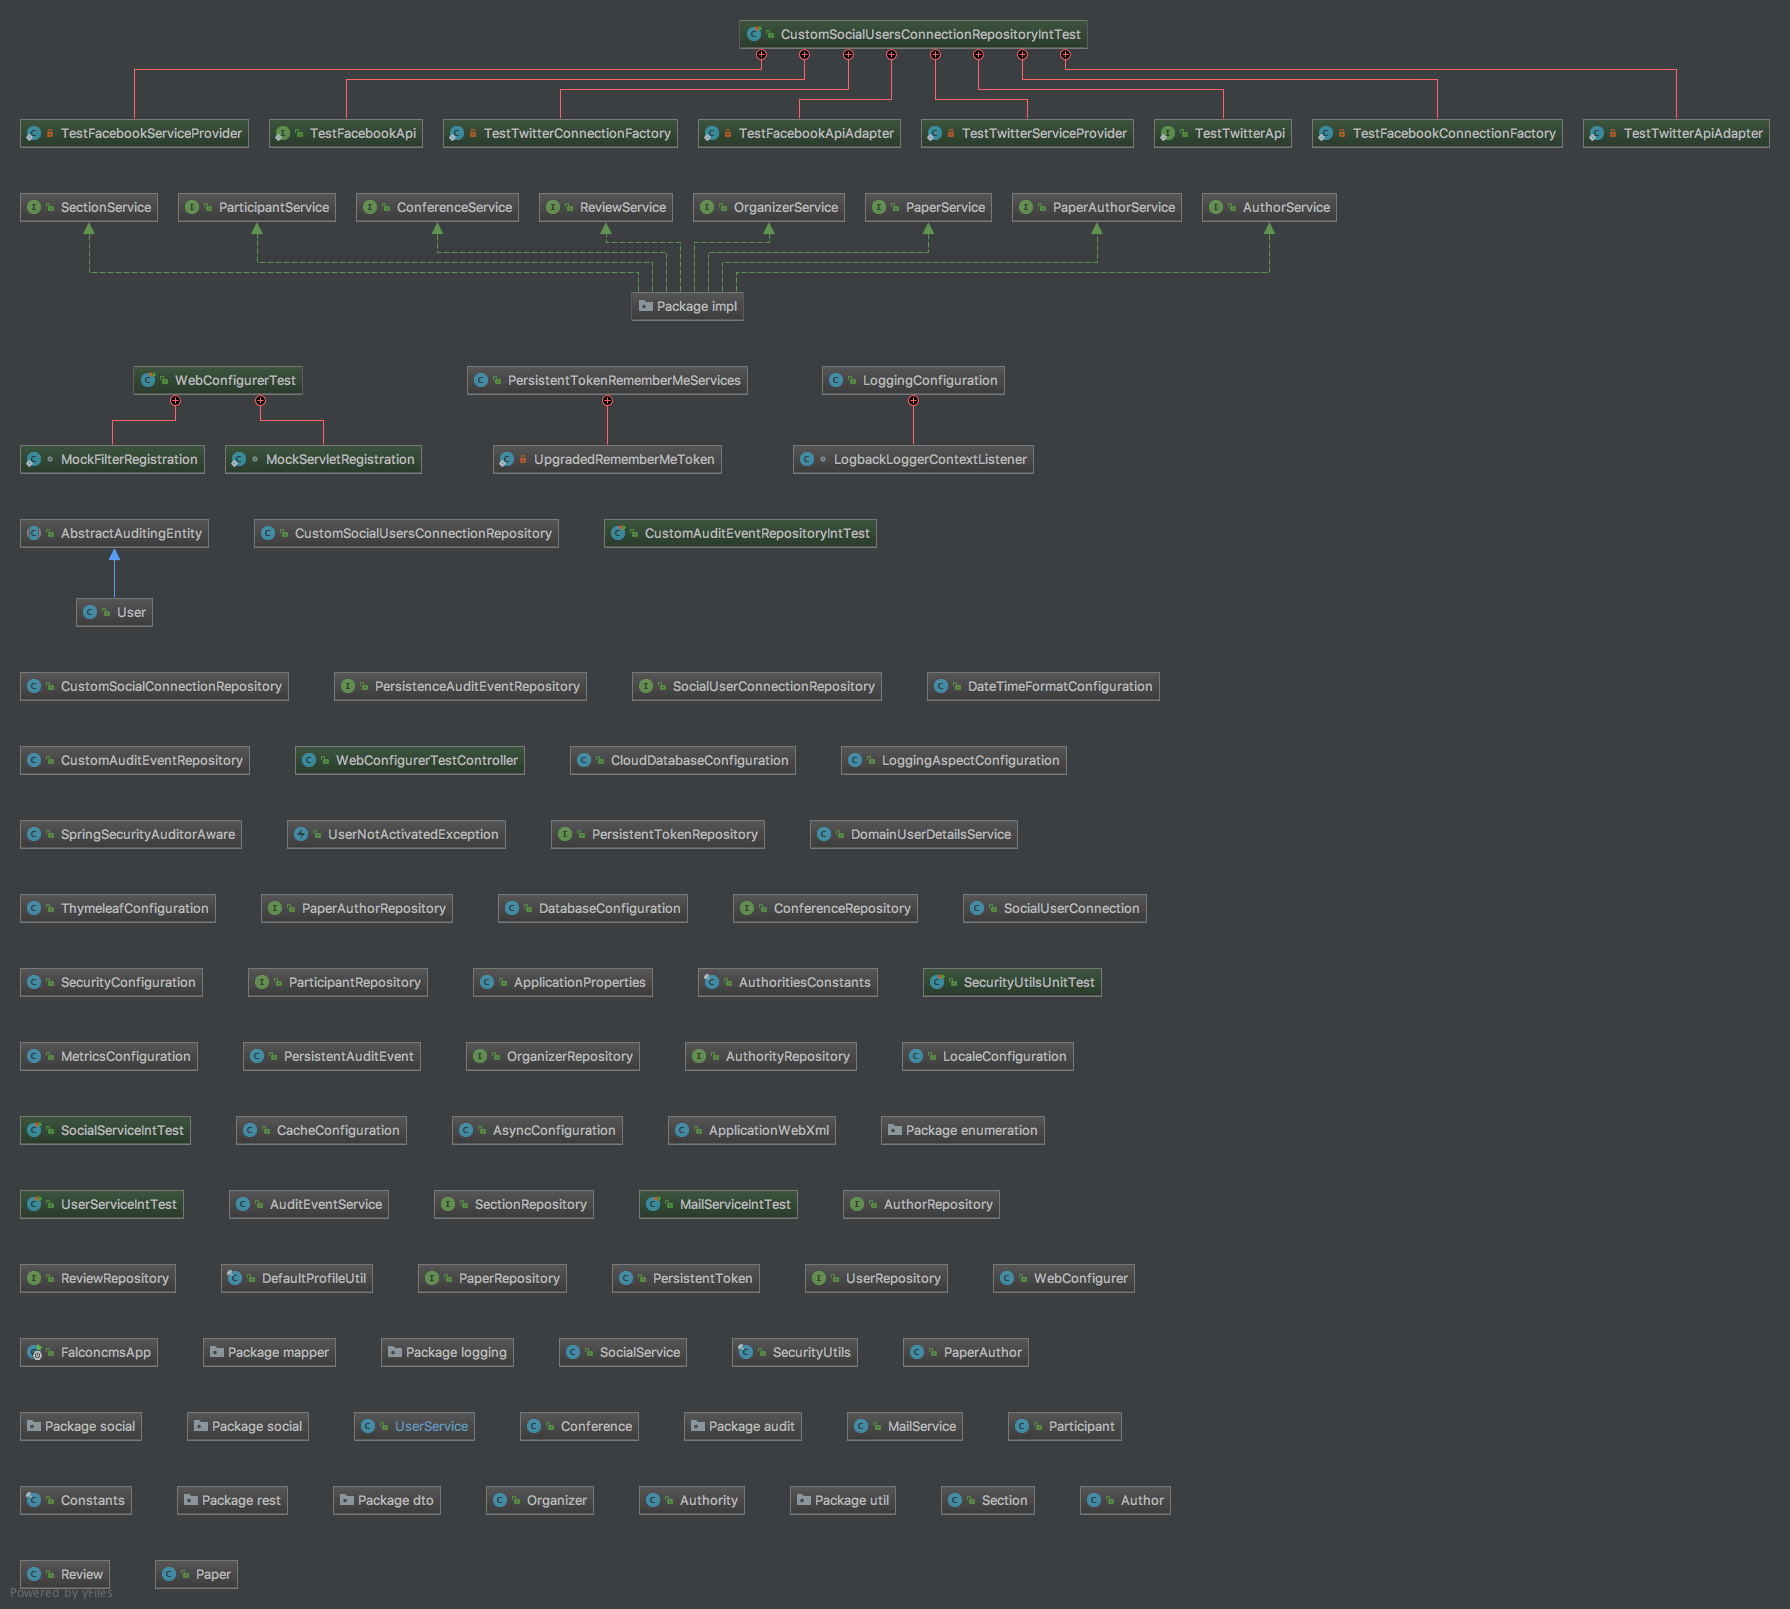 CustomSocialUsersConnectionRepositoryIntTest
TestFacebookServiceProvider TestFacebookApi TestTwitterConnectionFactory TestFacebookApiAdapter TestTwitterServiceProvider TestTwitterApi TestFacebookConnectionFactory TestTwitterApiAdapter
SectionService ParticipantService ConferenceService ReviewService OrganizerService PaperService PaperAuthorService AuthorService
Package impl
WebConfigurerTest PersistentTokenRememberMeServices LoggingConfiguration
MockFilterRegistration MockServletRegistration UpgradedRememberMeToken LogbackLoggerContextListener
AbstractAuditingEntity CustomSocialUsersConnectionRepository CustomAuditEventRepositoryIntTest
User
CustomSocialConnectionRepository PersistenceAuditEventRepository SocialUserConnectionRepository DateTimeFormatConfiguration
CustomAuditEventRepository WebConfigurerTestController CloudDatabaseConfiguration LoggingAspectConfiguration
SpringSecurityAuditorAware UserNotActivatedException PersistentTokenRepository DomainUserDetailsService
ThymeleafConfiguration PaperAuthorRepository DatabaseConfiguration ConferenceRepository SocialUserConnection
SecurityConfiguration ParticipantRepository ApplicationProperties AuthoritiesConstants SecurityUtilsUnitTest
MetricsConfiguration PersistentAuditEvent OrganizerRepository AuthorityRepository LocaleConfiguration
SocialServiceIntTest CacheConfiguration AsyncConfiguration ApplicationWebXml Package enumeration
UserServiceIntTest AuditEventService SectionRepository MailServiceIntTest AuthorRepository
ReviewRepository DefaultProfileUtil PaperRepository PersistentToken UserRepository WebConfigurer
FalconcmsApp Package mapper Package logging SocialService SecurityUtils PaperAuthor
Package social Package social UserService Conference Package audit MailService Participant
Constants Package rest Package dto Organizer Authority Package util Section Author
Review Paper
Powered by yFiles